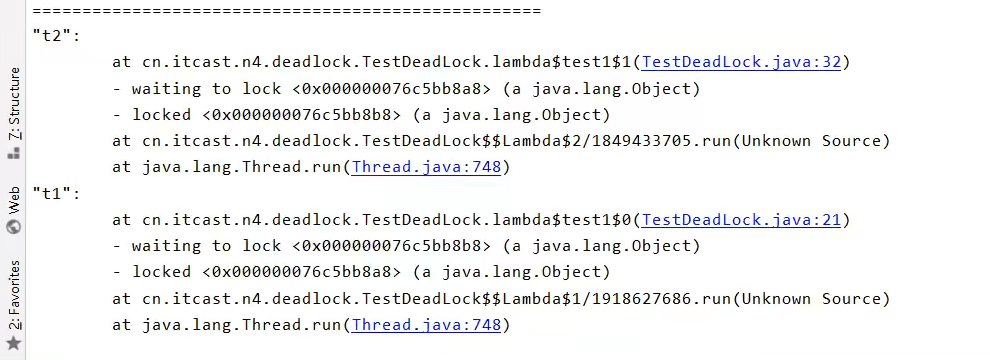 ===================================================
"t2":
        at cn.itcast.n4.deadlock.TestDeadLock.lambda$test1$1(TestDeadLock.java:32)
        - waiting to lock <0x000000076c5bb8a8> (a java.lang.Object)
        - locked <0x000000076c5bb8b8> (a java.lang.Object)
        at cn.itcast.n4.deadlock.TestDeadLock$$Lambda$2/1849433705.run(Unknown Source)
        at java.lang.Thread.run(Thread.java:748)
"t1":
        at cn.itcast.n4.deadlock.TestDeadLock.lambda$test1$0(TestDeadLock.java:21)
        - waiting to lock <0x000000076c5bb8b8> (a java.lang.Object)
        - locked <0x000000076c5bb8a8> (a java.lang.Object)
        at cn.itcast.n4.deadlock.TestDeadLock$$Lambda$1/1918627686.run(Unknown Source)
        at java.lang.Thread.run(Thread.java:748)
7: Structure
Web
2: Favorites